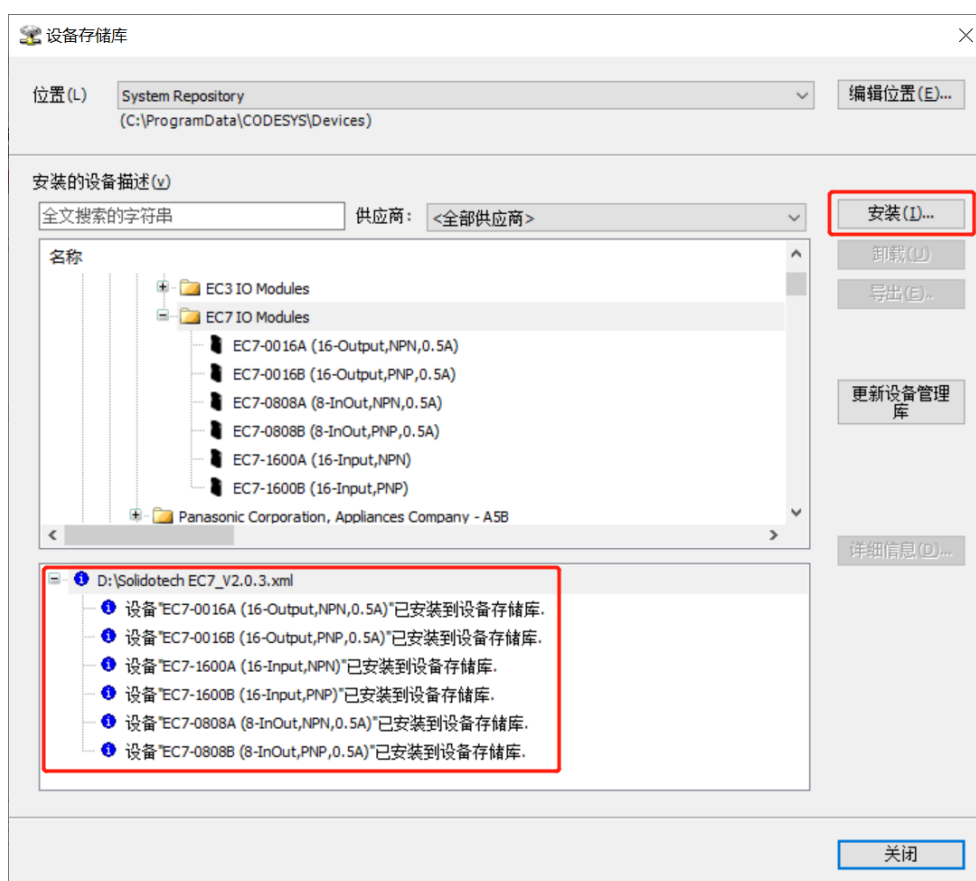 设备存储库
位置(L)
System Repository
编辑位置(E)...
(C:\ProgramData\CODESYS\Devices)
安装的设备描述(v)
全文搜索的字符串
供应商:
<全部供应商>
安装(I)...
名称
卸载(U)
EC3 IO Modules
导出(E)..
EC7 IO Modules
EC7-0016A (16-Output,NPN,0.5A)
EC7-0016B (16-Output,PNP,0.5A)
更新设备管理
库
EC7-0808A (8-InOut,NPN,0.5A)
EC7-0808B (8-InOut,PNP,0.5A)
EC7-1600A (16-Input,NPN)
EC7-1600B (16-Input,PNP)
Panasonic Corporation, Appliances Company - A5B
详细信息(D)...
D:\Solidotech EC7_V2.0.3.xml
设备"EC7-0016A (16-Output,NPN,0.5A)"已安装到设备存储库.
设备"EC7-0016B (16-Output,PNP,0.5A)"已安装到设备存储库.
设备"EC7-1600A (16-Input,NPN)"已安装到设备存储库.
设备"EC7-1600B (16-Input,PNP)"已安装到设备存储库.
设备"EC7-0808A (8-InOut,NPN,0.5A)"已安装到设备存储库.
设备"EC7-0808B (8-InOut,PNP,0.5A)"已安装到设备存储库.
关闭